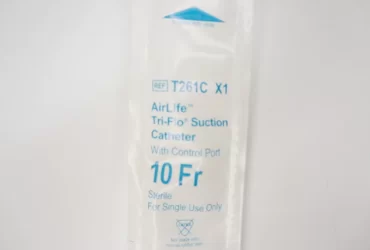 REF T261C X1
AirLife™
Tri-Flo® Suction
Catheter
With Control Port
10 Fr
Sterile
For Single Use Only